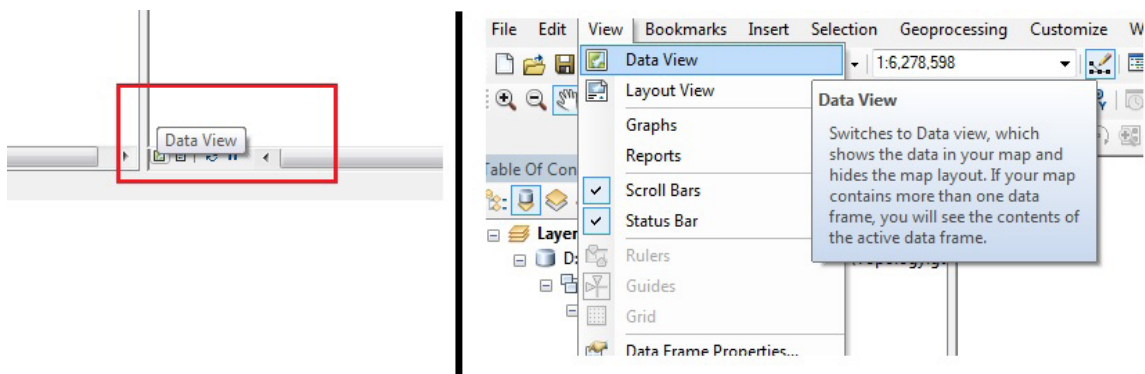 Data View
File Edit View Bookmarks Insert Selection Geoprocessing Customize W
Data View
1:6,278,598
Layout View
Data View
Switches to Data view, which
shows the data in your map and
hides the map layout. If your map
contains more than one data
frame, you will see the contents of
the active data frame.
Graphs
Reports
Table Of Con
Scroll Bars
Status Bar
Layer
D:
Rulers
Guides
Grid
Data Frame Properties...